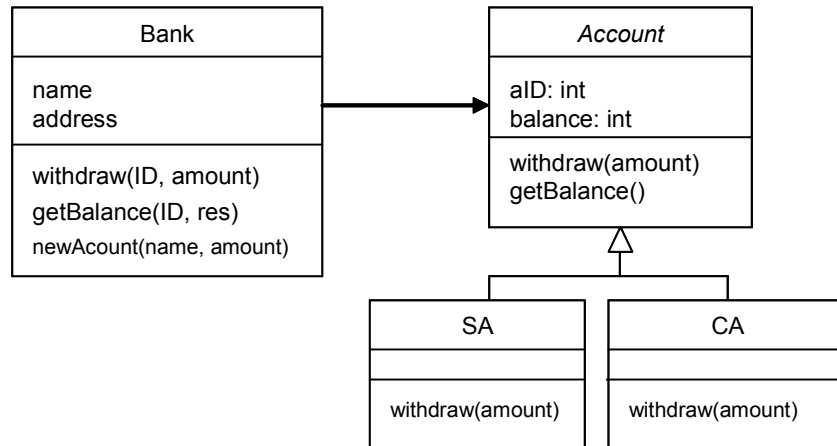 Bank
name
address
withdraw(ID, amount)
getBalance(ID, res)
newAcount(name, amount)
Account
aID: int
balance: int
withdraw(amount)
getBalance()
SA
withdraw(amount)
CA
withdraw(amount)